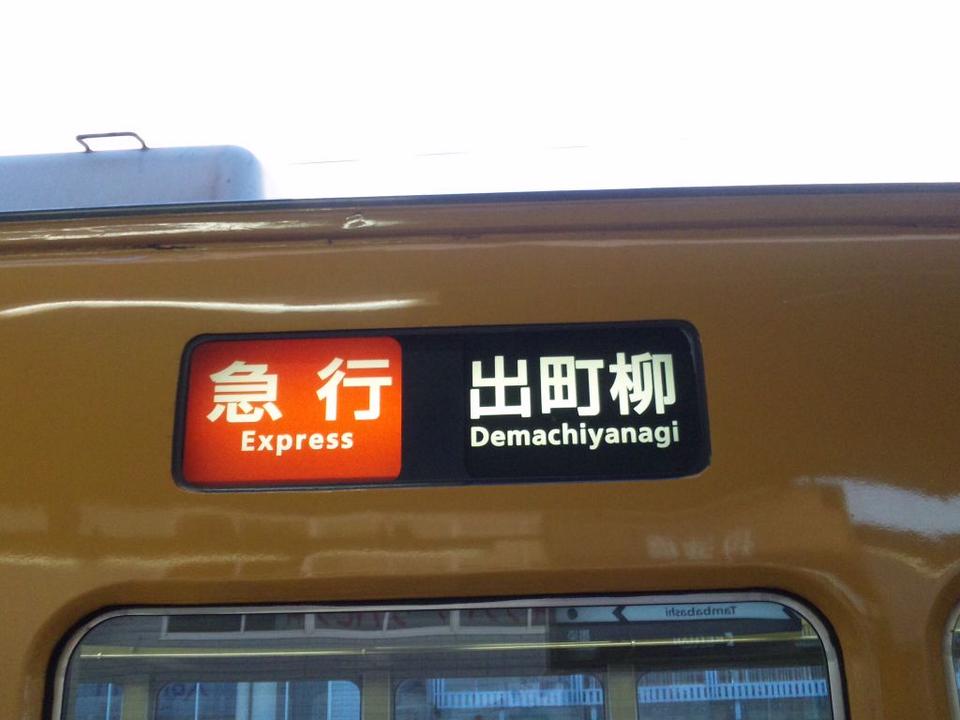 急行
Express
出町柳
Demachiyanagi
Tambabashi